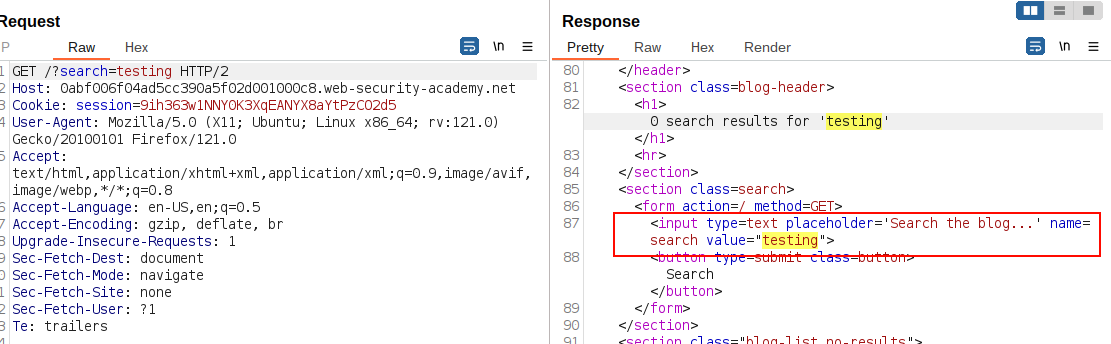 Request
Response
P Raw Hex \n
Pretty Raw Hex Render \n
1 GET /?search=testing HTTP/2
2 Host: 0abf006f04ad5cc390a5f02d001000c8.web-security-academy.net
3 Cookie: session=9ih363w1NNY0K3XqEANYX8aYtPzCO2d5
4 User-Agent: Mozilla/5.0 (X11; Ubuntu; Linux x86_64; rv:121.0)
Gecko/20100101 Firefox/121.0
5 Accept:
text/html,application/xhtml+xml,application/xml;q=0.9,image/avif,
image/webp,*/*;q=0.8
6 Accept-Language: en-US,en;q=0.5
7 Accept-Encoding: gzip, deflate, br
8 Upgrade-Insecure-Requests: 1
9 Sec-Fetch-Dest: document
0 Sec-Fetch-Mode: navigate
1 Sec-Fetch-Site: none
2 Sec-Fetch-User: ?1
3 Te: trailers
4
80 </header>
81 <section class=blog-header>
82 <h1>
0 search results for 'testing'
</h1>
83 <hr>
84 </section>
85 <section class=search>
86 <form action=/ method=GET>
87 <input type=text placeholder='Search the blog...' name=
search value="testing">
88 <button type=submit class=button>
Search
</button>
89 </form>
90 </section>
91 <section class="blog-list no-results">